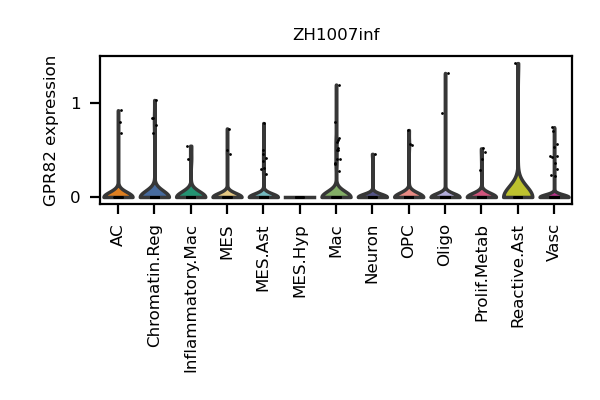 ZH1007inf
GPR82 expression
1
0
AC
Chromatin.Reg
Inflammatory.Mac
MES
MES.Ast
MES.Hyp
Mac
Neuron
OPC
Oligo
Prolif.Metab
Reactive.Ast
Vasc